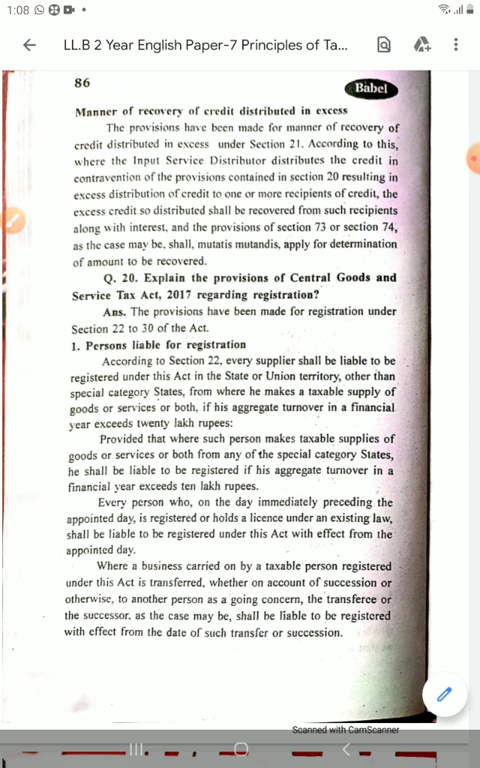 1:08
LL.B 2 Year English Paper-7 Principles of Ta...
86
Babel
Manner of recovery of credit distributed in excess
The provisions have been made for manner of recovery of
credit distributed in excess under Section 21. According to this,
where the Input Service Distributor distributes the credit in
contravention of the provisions contained in section 20 resulting in
excess distribution of credit to one or more recipients of credit, the
excess credit so distributed shall be recovered from such recipients
along with interest, and the provisions of section 73 or section 74,
as the case may be, shall, mutatis mutandis, apply for determination
of amount to be recovered.
Q. 20. Explain the provisions of Central Goods and
Service Tax Act, 2017 regarding registration?
Ans. The provisions have been made for registration under
Section 22 to 30 of the Act.
1. Persons liable for registration
According to Section 22, every supplier shall be liable to be
registered under this Act in the State or Union territory, other than
special category States, from where he makes a taxable supply of
goods or services or both, if his aggregate turnover in a financial
year exceeds twenty lakh rupees:
Provided that where such person makes taxable supplies of
goods or services or both from any of the special category States,
he shall be liable to be registered if his aggregate turnover in a
financial year exceeds ten lakh rupees.
Every person who, on the day immediately preceding the
appointed day, is registered or holds a licence under an existing law,
shall be liable to be registered under this Act with effect from the
appointed day.
Where a business carried on by a taxable person registered
under this Act is transferred, whether on account of succession or
otherwise, to another person as a going concern, the transferee or
the successor, as the case may be, shall be liable to be registered
with effect from the date of such transfer or succession.
Scanned with CamScanner